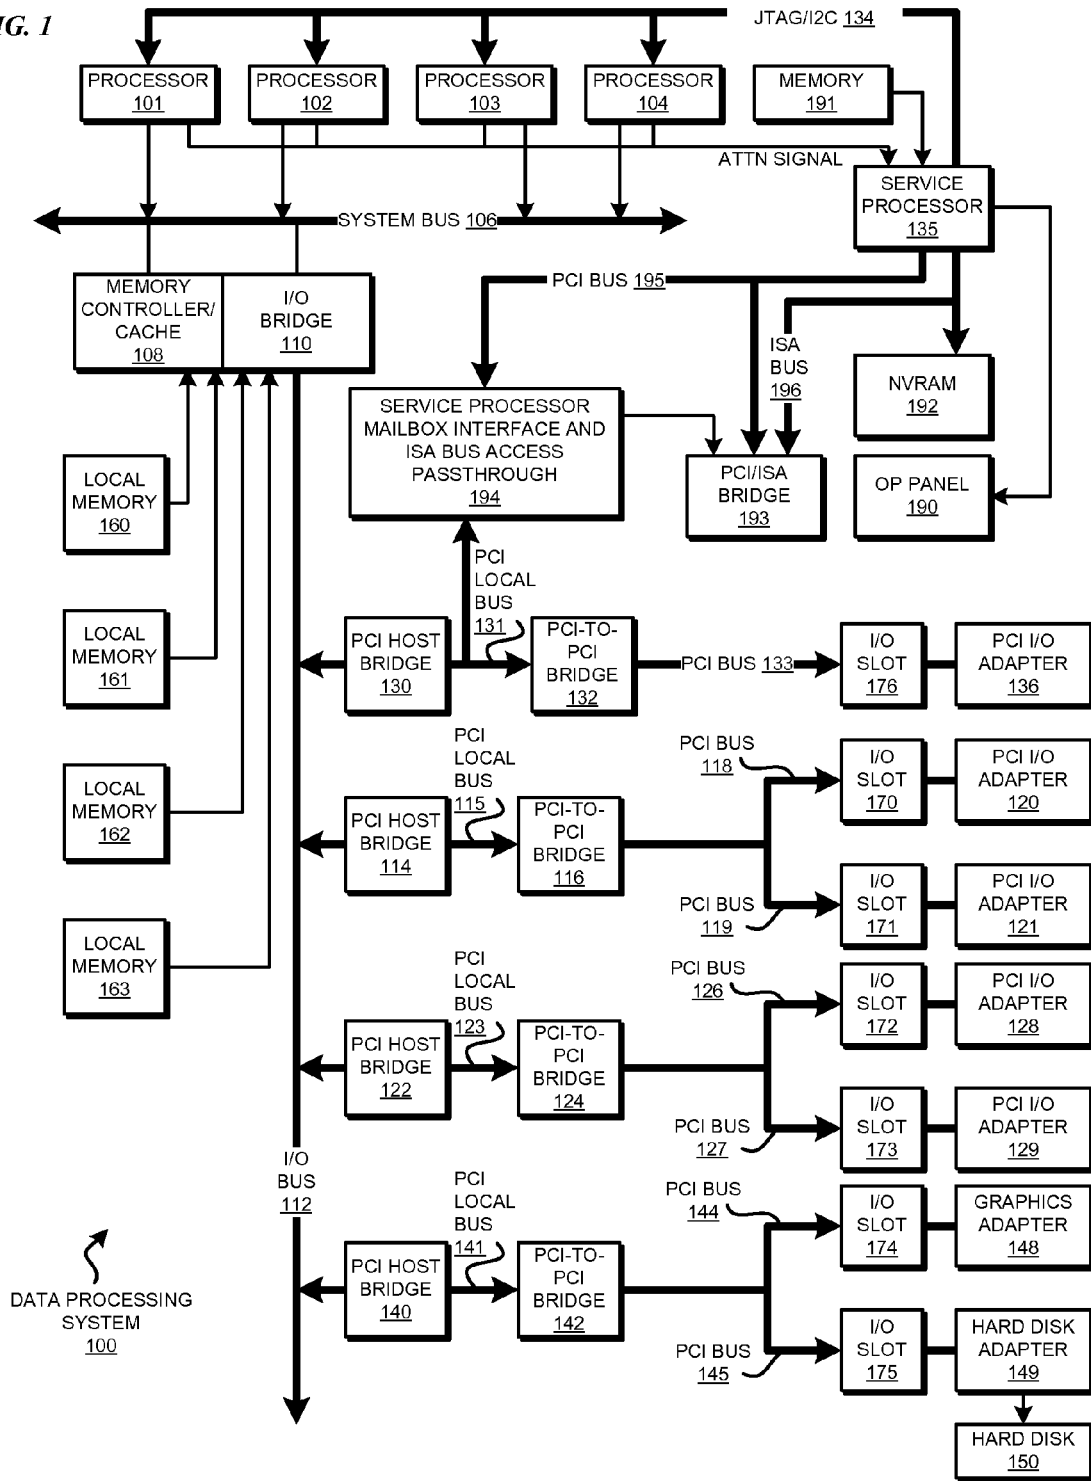 IG. 1
JTAG/I2C 134
PROCESSOR
101
PROCESSOR
102
PROCESSOR
103
PROCESSOR
104
MEMORY
191
ATTN SIGNAL
SERVICE
PROCESSOR
135
SYSTEM BUS 106
MEMORY
CONTROLLER/
CACHE
108
I/O
BRIDGE
110
PCI BUS 195
ISA
BUS
196
NVRAM
192
SERVICE PROCESSOR
MAILBOX INTERFACE AND
ISA BUS ACCESS
PASSTHROUGH
194
PCI/ISA
BRIDGE
193
OP PANEL
190
LOCAL
MEMORY
160
LOCAL
MEMORY
161
LOCAL
MEMORY
162
LOCAL
MEMORY
163
PCI HOST
BRIDGE
130
PCI
LOCAL
BUS
131
PCI-TO-
PCI
BRIDGE
132
PCI BUS 133
I/O
SLOT
176
PCI I/O
ADAPTER
136
PCI HOST
BRIDGE
114
PCI
LOCAL
BUS
115
PCI-TO-
PCI
BRIDGE
116
PCI BUS
118
I/O
SLOT
170
PCI I/O
ADAPTER
120
PCI BUS
119
I/O
SLOT
171
PCI I/O
ADAPTER
121
PCI HOST
BRIDGE
122
PCI
LOCAL
BUS
123
PCI-TO-
PCI
BRIDGE
124
PCI BUS
126
I/O
SLOT
172
PCI I/O
ADAPTER
128
PCI BUS
127
I/O
SLOT
173
PCI I/O
ADAPTER
129
I/O
BUS
112
PCI HOST
BRIDGE
140
PCI
LOCAL
BUS
141
PCI-TO-
PCI
BRIDGE
142
PCI BUS
144
I/O
SLOT
174
GRAPHICS
ADAPTER
148
PCI BUS
145
I/O
SLOT
175
HARD DISK
ADAPTER
149
HARD DISK
150
DATA PROCESSING
SYSTEM
100